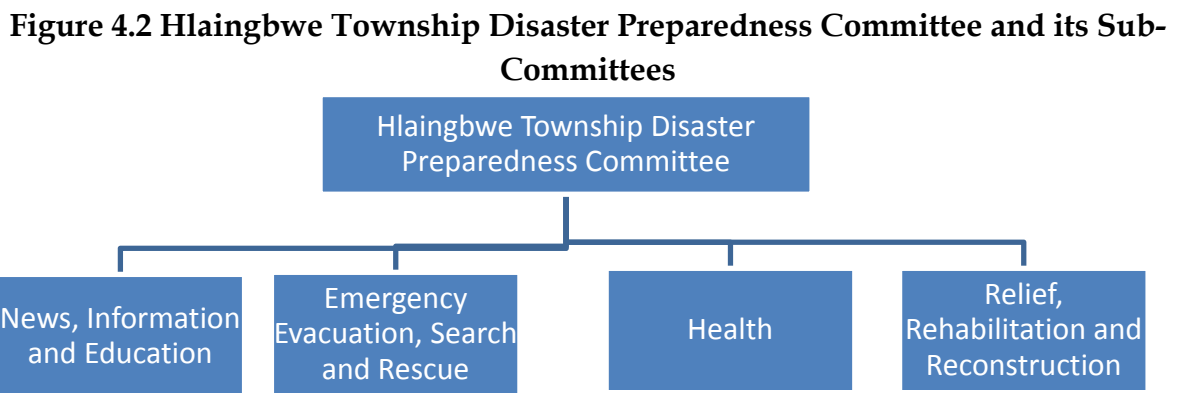 Figure 4.2 Hlaingbwe Township Disaster Preparedness Committee and its Sub-
Committees
Hlaingbwe Township Disaster
Preparedness Committee
News, Information
and Education
Emergency
Evacuation, Search
and Rescue
Health
Relief,
Rehabilitation and
Reconstruction